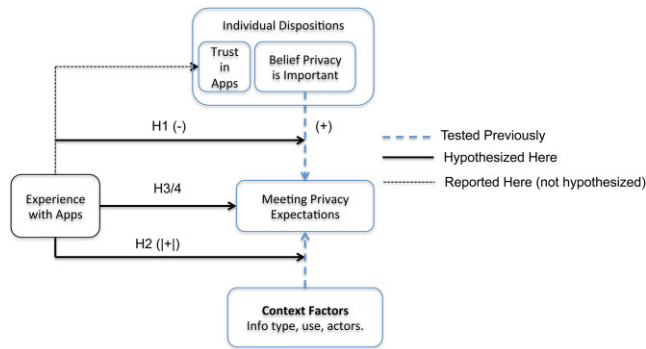 Individual Dispositions
Trust
in
Apps
Belief Privacy
is Important
H1 (-)
(+)
Tested Previously
Hypothesized Here
Reported Here (not hypothesized)
Experience
with Apps
H3/4
Meeting Privacy
Expectations
H2 (|+|)
Context Factors
Info type, use, actors.